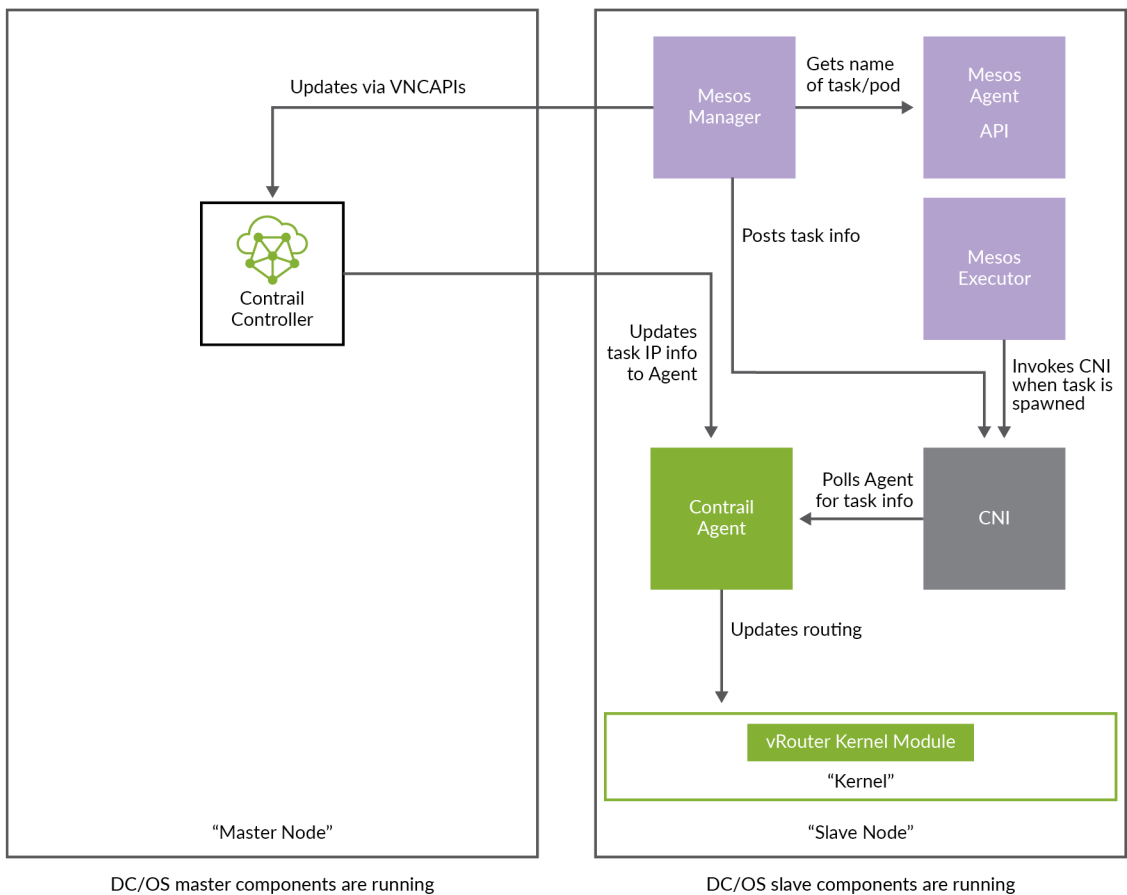 Updates via VNCAPIs
Mesos
Manager
Gets name
of task/pod
Mesos
Agent
API
Contrail
Controller
Posts task info
Mesos
Executor
Updates
task IP info
to Agent
Invokes CNI
when task is
spawned
Contrail
Agent
Polls Agent
for task info
CNI
Updates routing
vRouter Kernel Module
“Kernel”
“Master Node”
“Slave Node”
DC/OS master components are running
DC/OS slave components are running